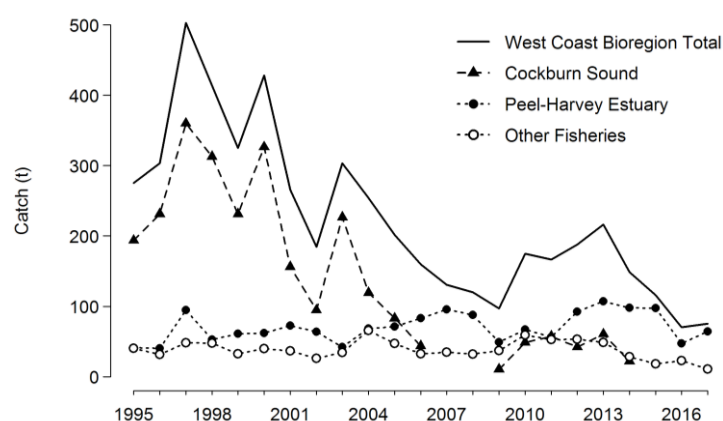 500
400
300
200
100
0
Catch (t)
West Coast Bioregion Total
Cockburn Sound
Peel-Harvey Estuary
Other Fisheries
1995 1998 2001 2004 2007 2010 2013 2016